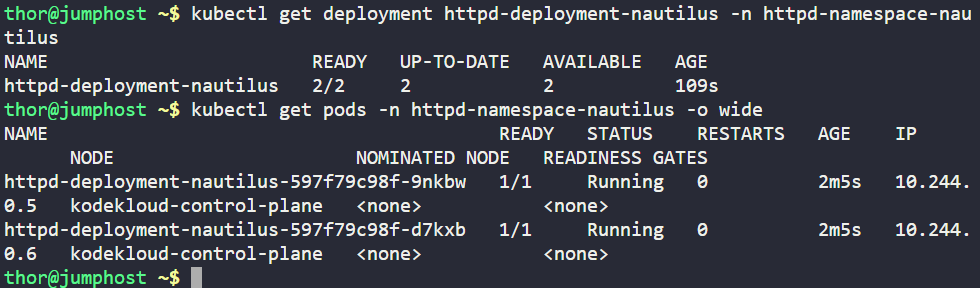 thor@jumphost ~$ kubectl get deployment httpd-deployment-nautilus -n httpd-namespace-nau
tilus
NAME                        READY   UP-TO-DATE   AVAILABLE   AGE
httpd-deployment-nautilus   2/2     2            2           109s
thor@jumphost ~$ kubectl get pods -n httpd-namespace-nautilus -o wide
NAME                                         READY   STATUS    RESTARTS   AGE    IP
      NODE                      NOMINATED NODE   READINESS GATES
httpd-deployment-nautilus-597f79c98f-9nkbw   1/1     Running   0          2m5s   10.244.
0.5   kodekloud-control-plane   <none>           <none>
httpd-deployment-nautilus-597f79c98f-d7kxb   1/1     Running   0          2m5s   10.244.
0.6   kodekloud-control-plane   <none>           <none>
thor@jumphost ~$